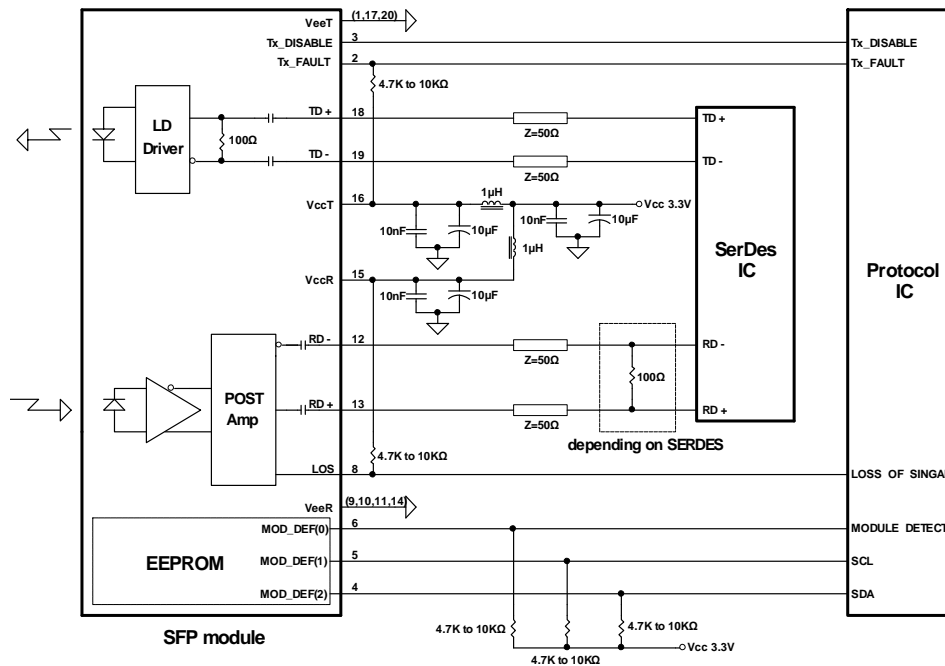 VeeT (1,17,20)
Tx_DISABLE 3 Tx_DISABLE
Tx_FAULT 2 Tx_FAULT
4.7K to 10KΩ
LD
Driver
100Ω
TD + 18 TD +
Z=50Ω
TD - 19 TD -
Z=50Ω
1µH
VccT 16 Vcc 3.3V
10nF 10µF 10nF 10µF
1µH
SerDes
IC
Protocol
IC
VccR 15
10nF 10µF
RD - 12 RD -
Z=50Ω
100Ω
POST
Amp
RD + 13 RD +
Z=50Ω
depending on SERDES
4.7K to 10KΩ
LOS 8 LOSS OF SINGAL
VeeR (9,10,11,14)
MOD_DEF(0) 6 MODULE DETECT
EEPROM
MOD_DEF(1) 5 SCL
MOD_DEF(2) 4 SDA
4.7K to 10KΩ 4.7K to 10KΩ
SFP module
Vcc 3.3V
4.7K to 10KΩ